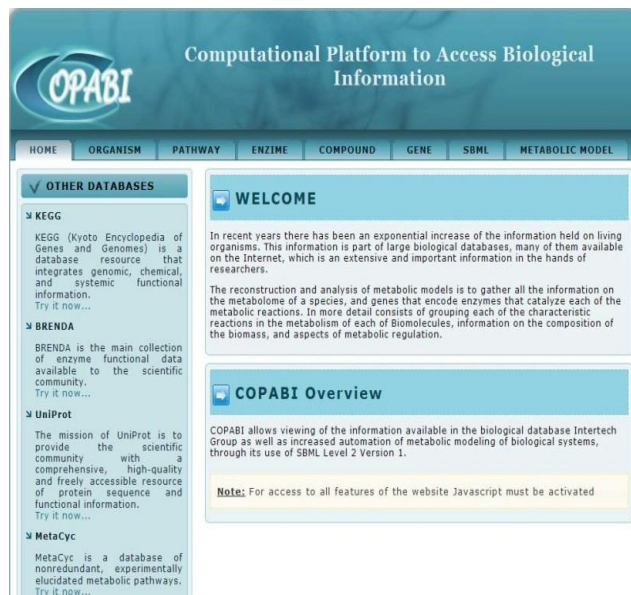 COPABI
Computational Platform to Access Biological
Information
HOME ORGANISM PATHWAY ENZIME COMPOUND GENE SBML METABOLIC MODEL
OTHER DATABASES
KEGG
KEGG (Kyoto Encyclopedia of
Genes and Genomes) is a
database resource that
integrates genomic, chemical,
and systemic functional
information.
Try it now...
BRENDA
BRENDA is the main collection
of enzyme functional data
available to the scientific
community.
Try it now...
UniProt
The mission of UniProt is to
provide the scientific
community with a
comprehensive, high-quality
and freely accessible resource
of protein sequence and
functional information.
Try it now...
MetaCyc
MetaCyc is a database of
nonredundant, experimentally
elucidated metabolic pathways.
Try it now...
WELCOME
In recent years there has been an exponential increase of the information held on living
organisms. This information is part of large biological databases, many of them available
on the Internet, which is an extensive and important information in the hands of
researchers.
The reconstruction and analysis of metabolic models is to gather all the information on
the metabolome of a species, and genes that encode enzymes that catalyze each of the
metabolic reactions. In more detail consists of grouping each of the characteristic
reactions in the metabolism of each of Biomolecules, information on the composition of
the biomass, and aspects of metabolic regulation.
COPABI Overview
COPABI allows viewing of the information available in the biological database Intertech
Group as well as increased automation of metabolic modeling of biological systems,
through its use of SBML Level 2 Version 1.
Note: For access to all features of the website Javascript must be activated